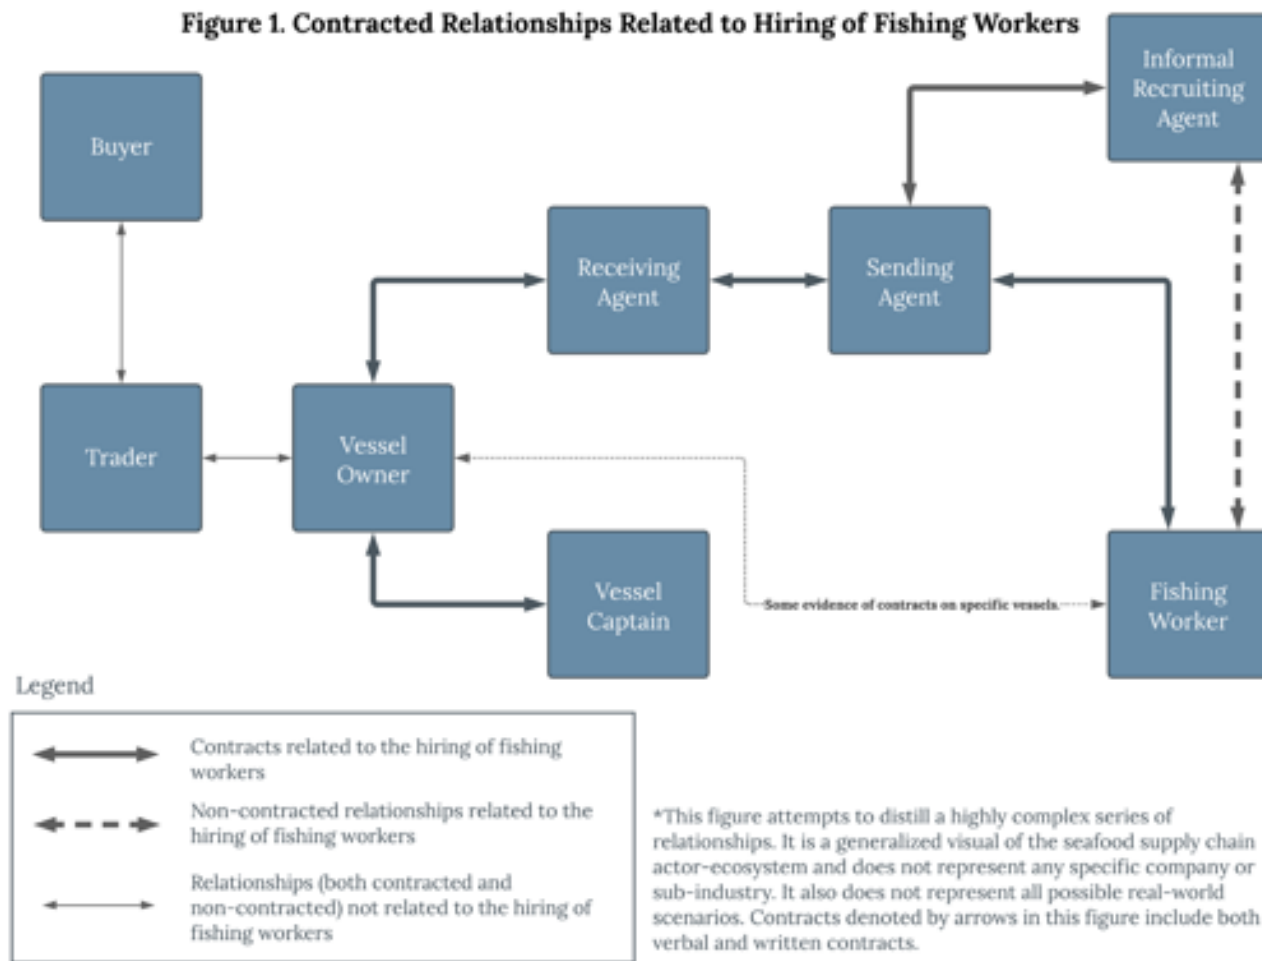 Figure 1. Contracted Relationships Related to Hiring of Fishing Workers
Informal
Recruiting
Agent
Buyer
Receiving
Agent
Sending
Agent
Trader
Vessel
Owner
Vessel
Captain
Some evidence of contracts on specific vessels.
Fishing
Worker
Legend
Contracts related to the hiring of fishing
workers
Non-contracted relationships related to the
hiring of fishing workers
Relationships (both contracted and
non-contracted) not related to the hiring of
fishing workers
*This figure attempts to distill a highly complex series of
relationships. It is a generalized visual of the seafood supply chain
actor-ecosystem and does not represent any specific company or
sub-industry. It also does not represent all possible real-world
scenarios. Contracts denoted by arrows in this figure include both
verbal and written contracts.